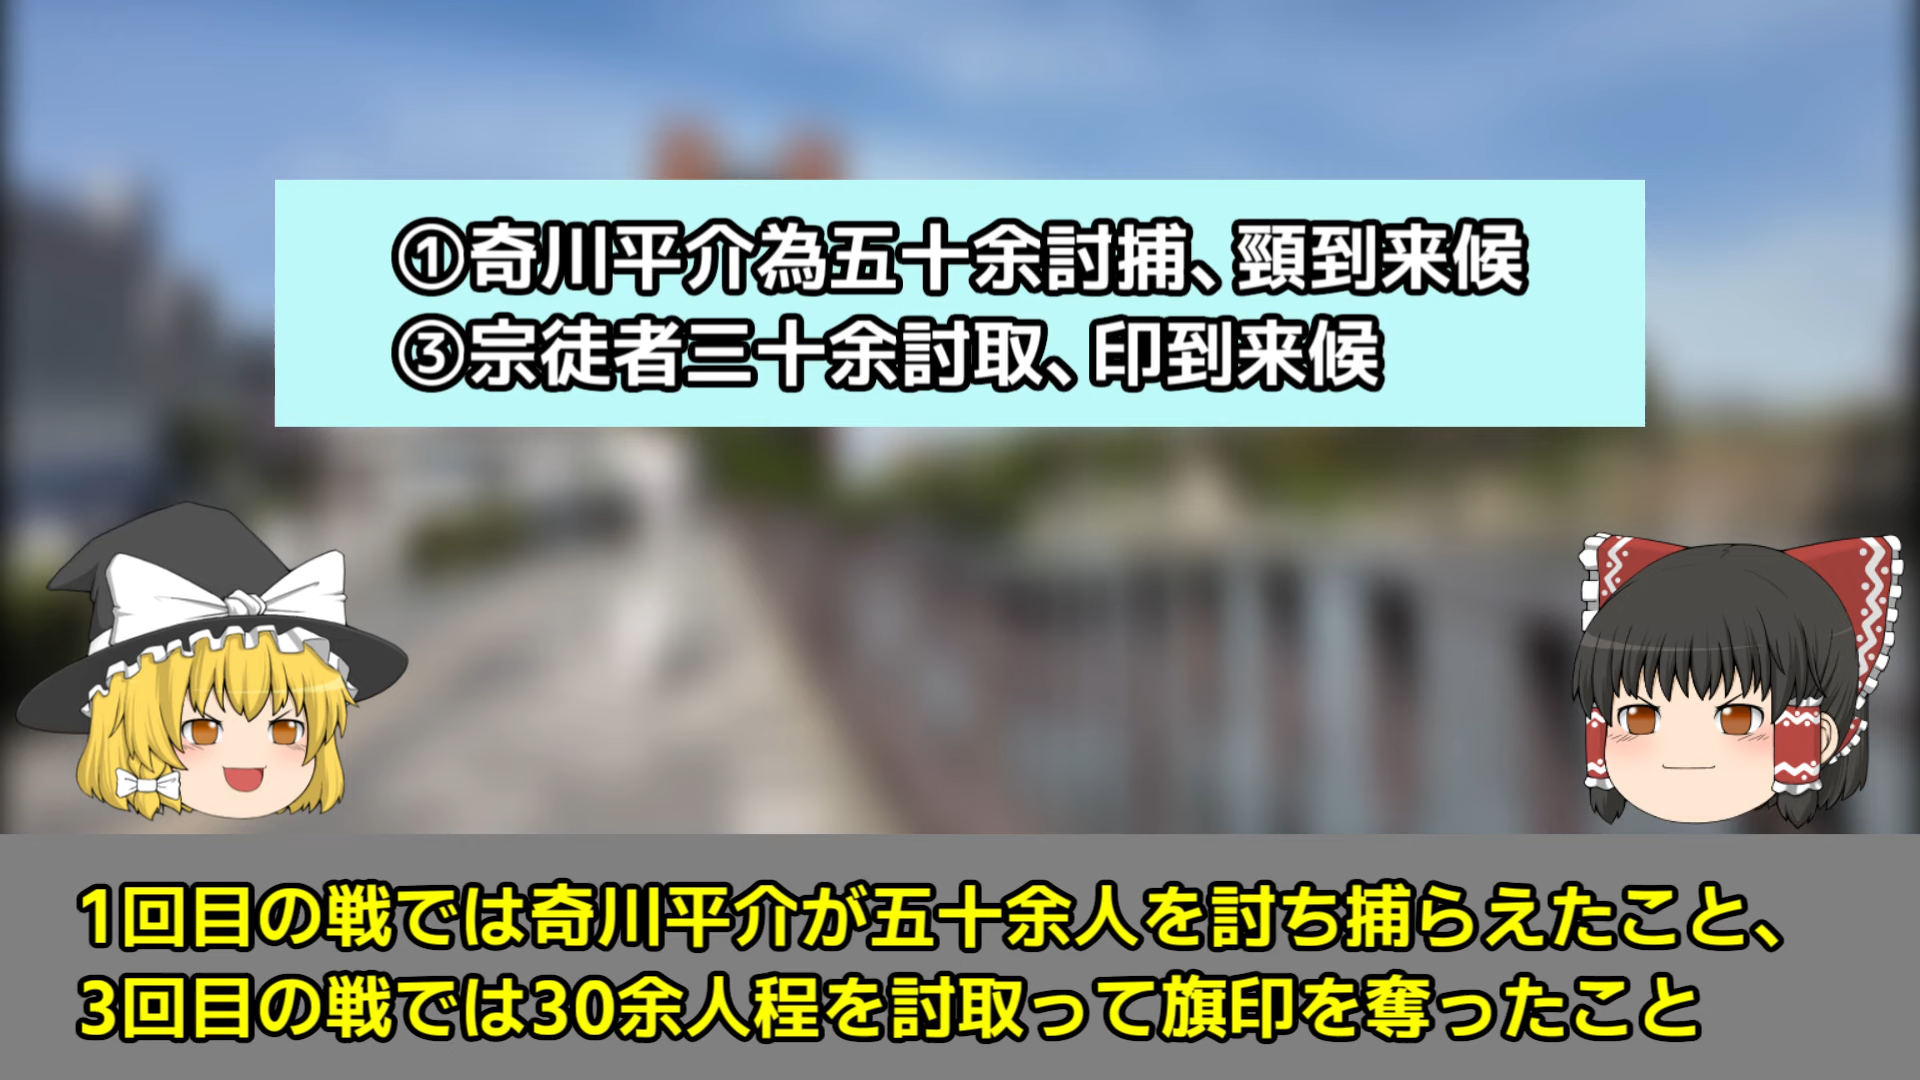 ①奇川平介為五十余討捕、頸到来候
③宗徒者三十余討取、印到来候
1回目の戦では奇川平介が五十余人を討ち捕らえたこと、
3回目の戦では30余人程を討取って旗印を奪ったこと